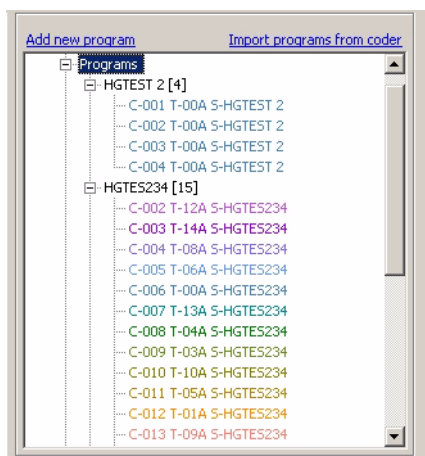 Add new program Import programs from coder
Programs
HGTEST 2 [4]
C-001 T-00A S-HGTEST 2
C-002 T-00A S-HGTEST 2
C-003 T-00A S-HGTEST 2
C-004 T-00A S-HGTEST 2
HGTES234 [15]
C-002 T-12A S-HGTES234
C-003 T-14A S-HGTES234
C-004 T-08A S-HGTES234
C-005 T-06A S-HGTES234
C-006 T-00A S-HGTES234
C-007 T-13A S-HGTES234
C-008 T-04A S-HGTES234
C-009 T-03A S-HGTES234
C-010 T-10A S-HGTES234
C-011 T-05A S-HGTES234
C-012 T-01A S-HGTES234
C-013 T-09A S-HGTES234